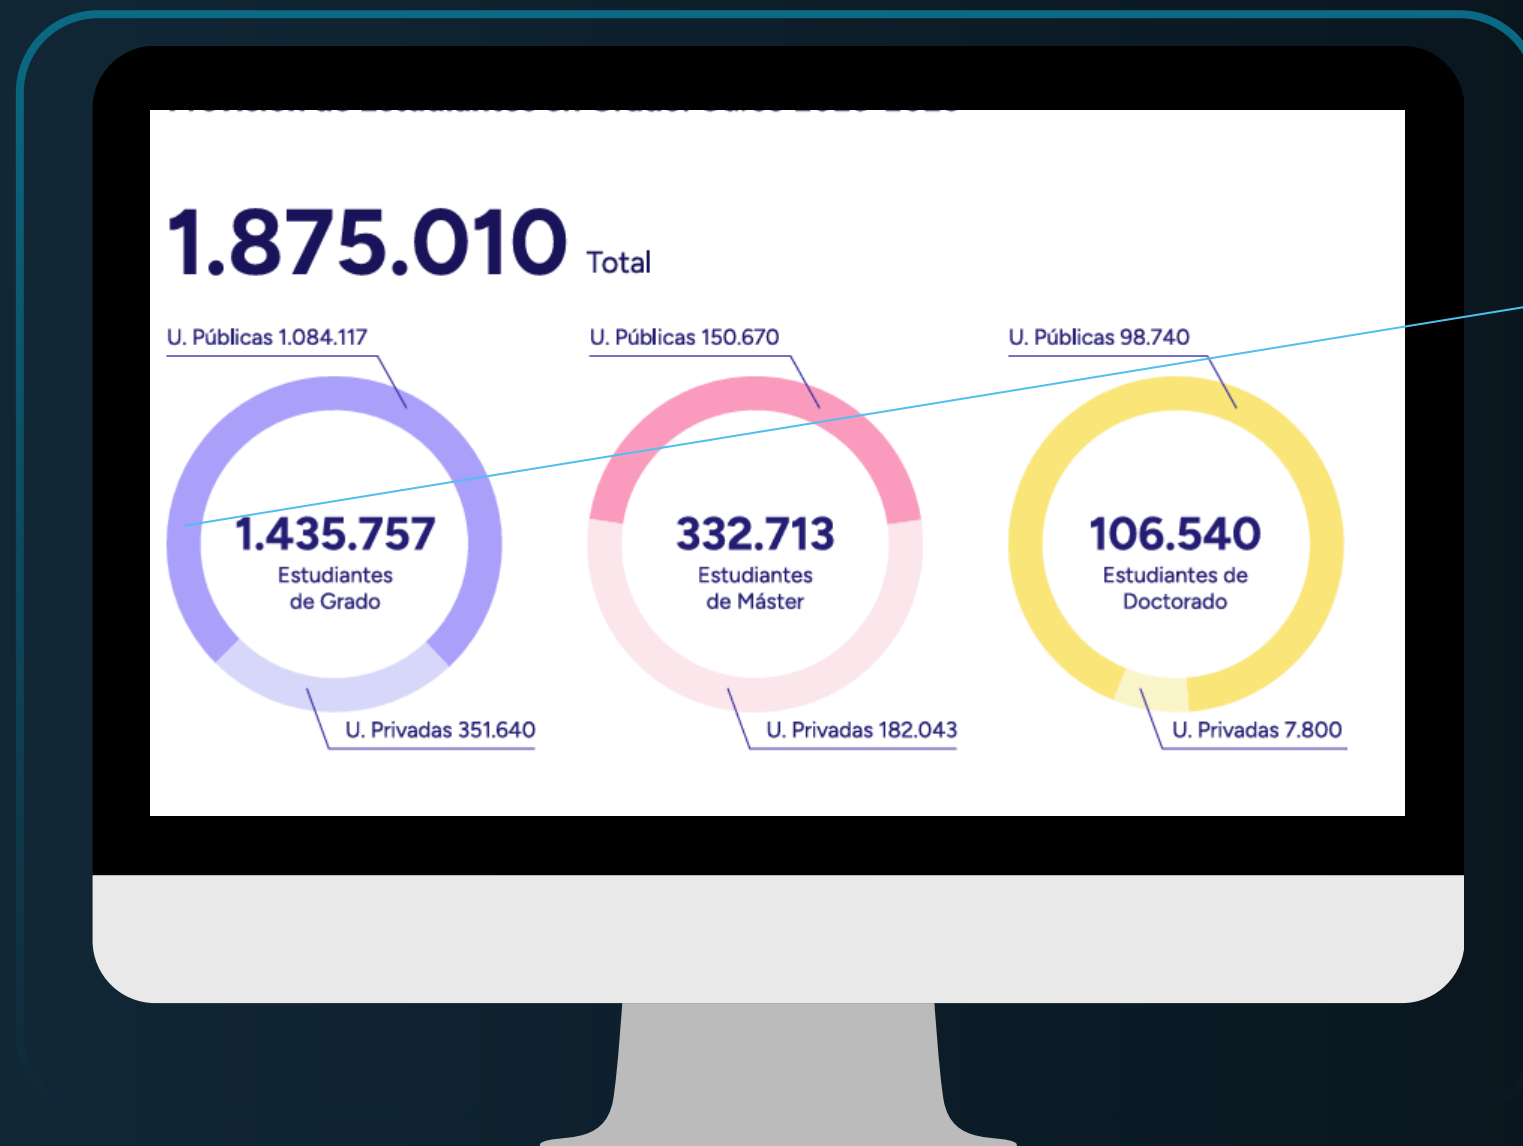 1.875.010 Total
U. Públicas 1.084.117
U. Públicas 150.670
U. Públicas 98.740
1.435.757
Estudiantes
de Grado
332.713
Estudiantes
de Máster
106.540
Estudiantes de
Doctorado
U. Privadas 351.640
U. Privadas 182.043
U. Privadas 7.800